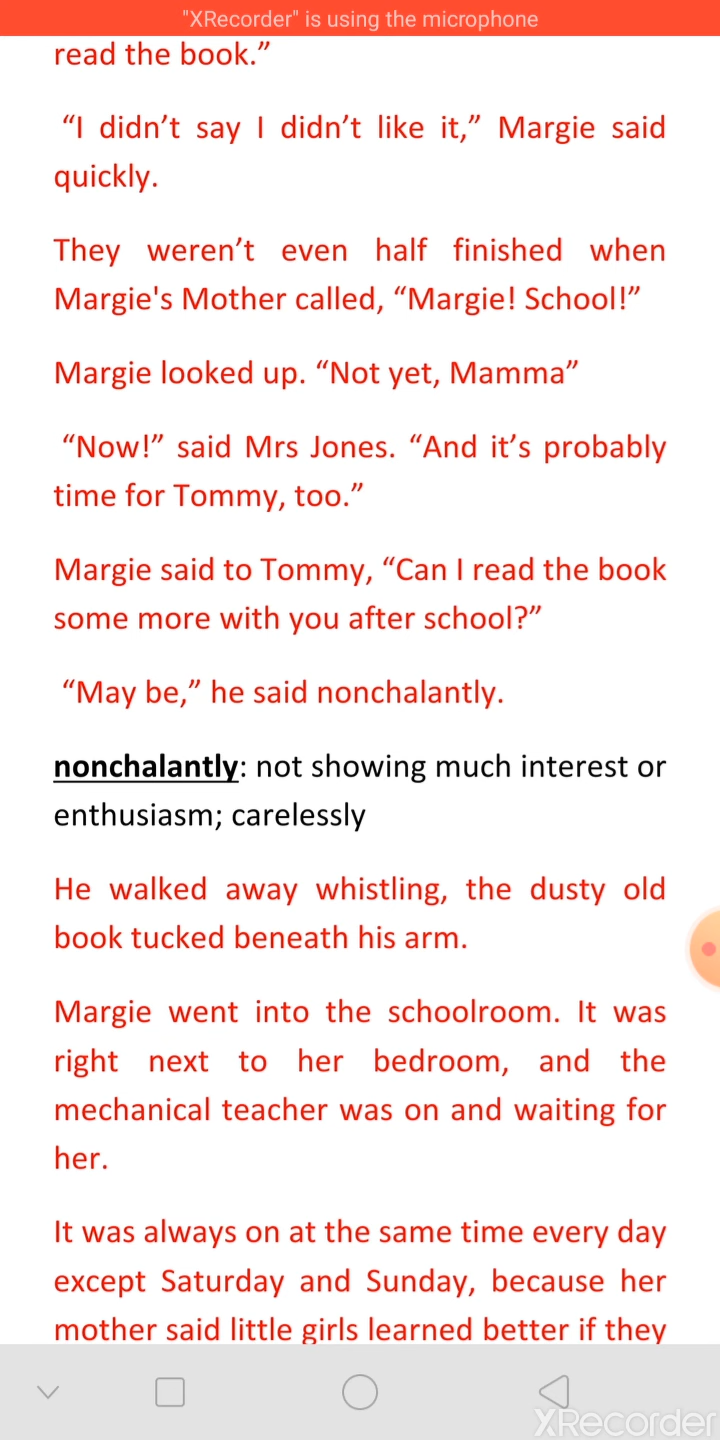 "XRecorder" is using the microphone
read the book.”
“I didn’t say I didn’t like it,” Margie said
quickly.
They weren’t even half finished when
Margie's Mother called, “Margie! School!”
Margie looked up. “Not yet, Mamma”
“Now!” said Mrs Jones. “And it’s probably
time for Tommy, too.”
Margie said to Tommy, “Can I read the book
some more with you after school?”
“May be,” he said nonchalantly.
nonchalantly: not showing much interest or
enthusiasm; carelessly
He walked away whistling, the dusty old
book tucked beneath his arm.
Margie went into the schoolroom. It was
right next to her bedroom, and the
mechanical teacher was on and waiting for
her.
It was always on at the same time every day
except Saturday and Sunday, because her
mother said little girls learned better if they
XRecorder